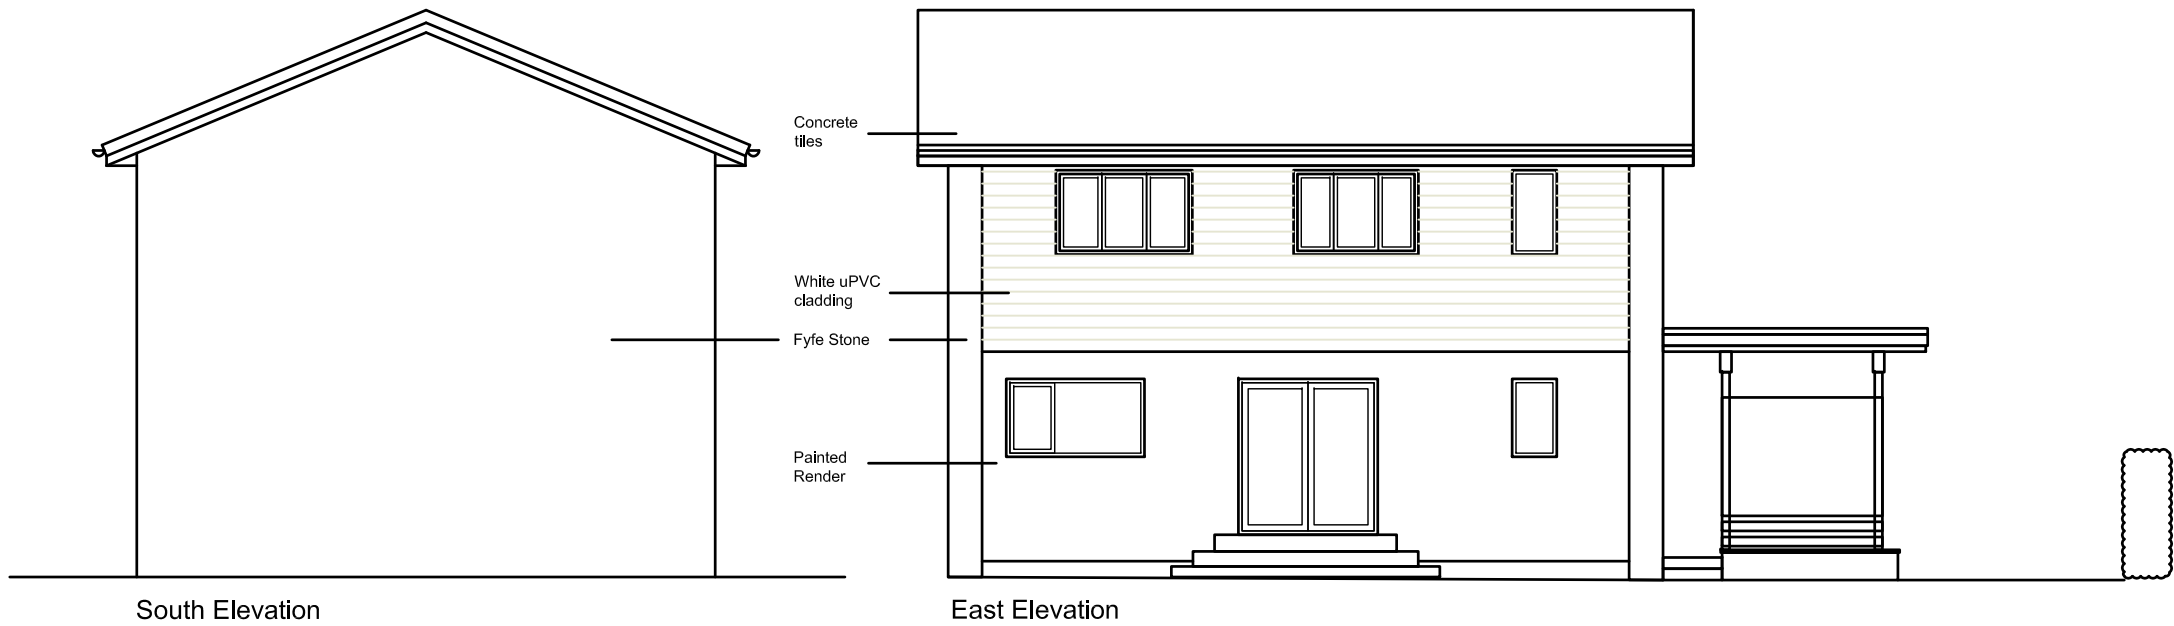 Concrete
tiles
White uPVC
cladding
Fyfe Stone
Painted
Render
South Elevation
East Elevation